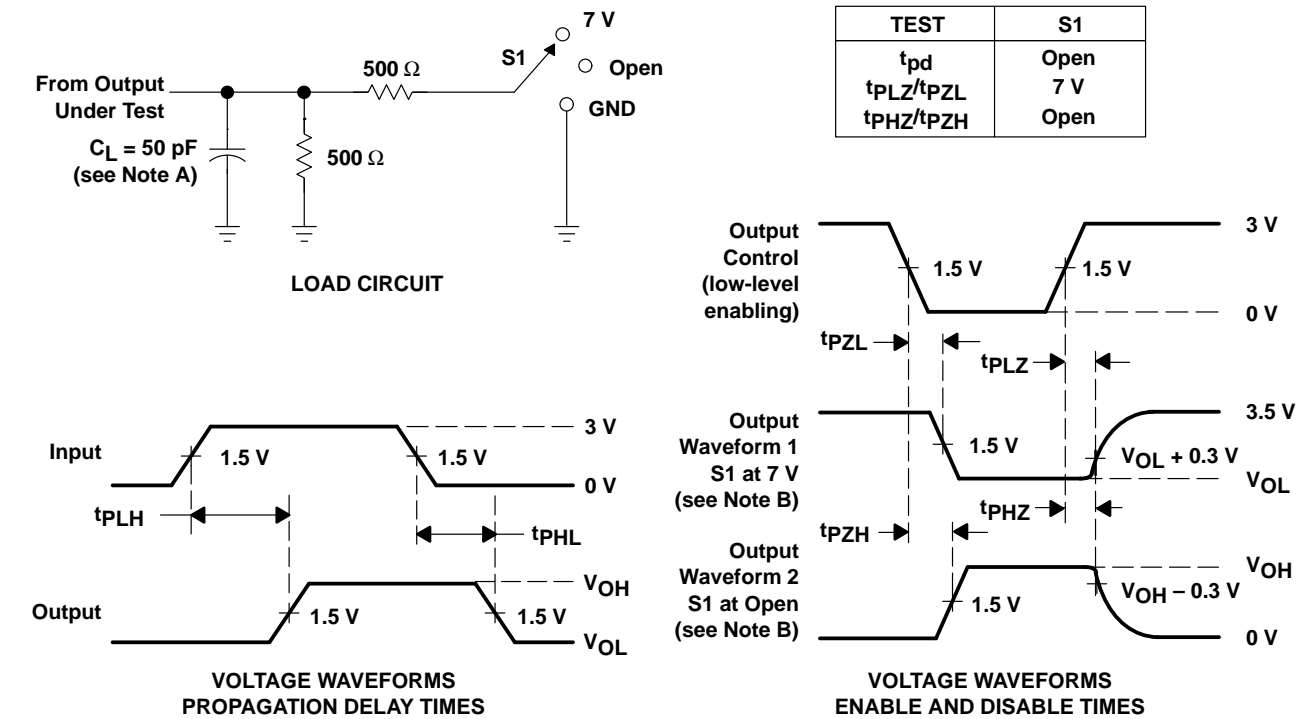 7 V
S1
Open
GND
500 Ω
From Output
Under Test
CL = 50 pF
(see Note A)
500 Ω
LOAD CIRCUIT
TEST S1
tpd Open
tPLZ/tPZL 7 V
tPHZ/tPZH Open
Input
3 V
1.5 V
1.5 V
0 V
tPLH
tPHL
Output
VOH
1.5 V
1.5 V
VOL
VOLTAGE WAVEFORMS
PROPAGATION DELAY TIMES
Output
Control
(low-level
enabling)
3 V
1.5 V
1.5 V
0 V
tPZL
tPLZ
Output
Waveform 1
S1 at 7 V
(see Note B)
3.5 V
1.5 V
VOL + 0.3 V
VOL
tPZH
tPHZ
Output
Waveform 2
S1 at Open
(see Note B)
VOH
1.5 V
VOH – 0.3 V
0 V
VOLTAGE WAVEFORMS
ENABLE AND DISABLE TIMES